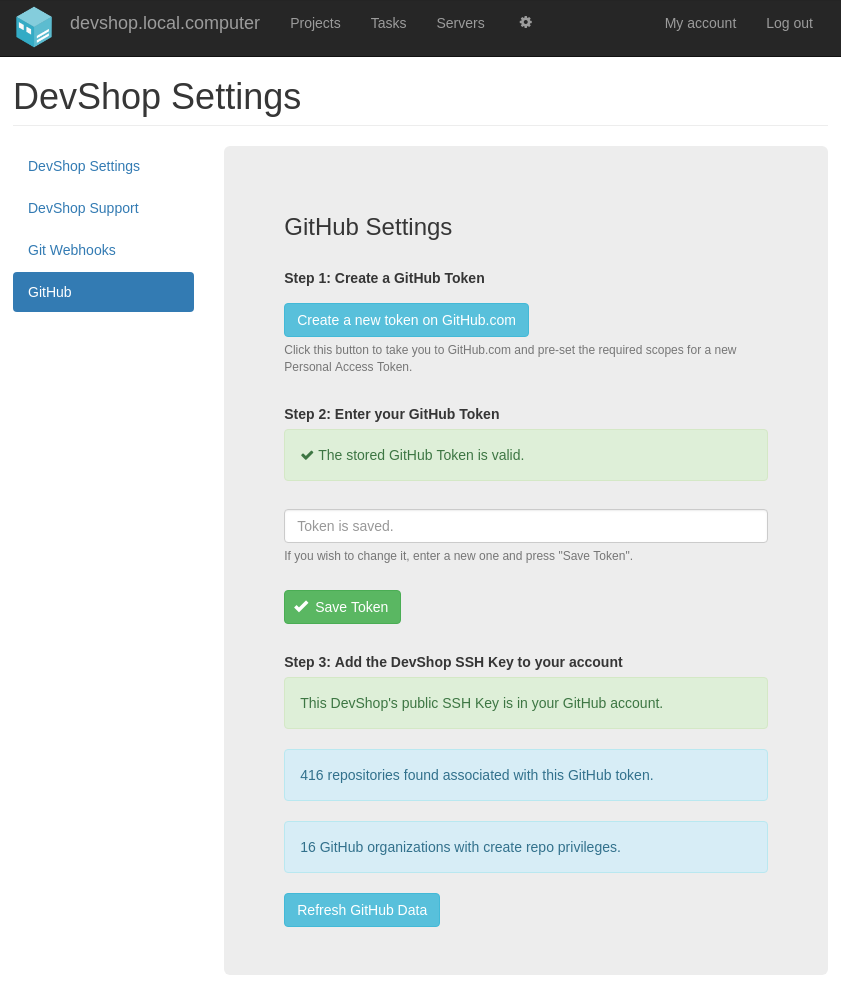 devshop.local.computer Projects Tasks Servers My account Log out
DevShop Settings
DevShop Settings
DevShop Support
Git Webhooks
GitHub
GitHub Settings
Step 1: Create a GitHub Token
Create a new token on GitHub.com
Click this button to take you to GitHub.com and pre-set the required scopes for a new
Personal Access Token.
Step 2: Enter your GitHub Token
The stored GitHub Token is valid.
Token is saved.
If you wish to change it, enter a new one and press "Save Token".
Save Token
Step 3: Add the DevShop SSH Key to your account
This DevShop's public SSH Key is in your GitHub account.
416 repositories found associated with this GitHub token.
16 GitHub organizations with create repo privileges.
Refresh GitHub Data